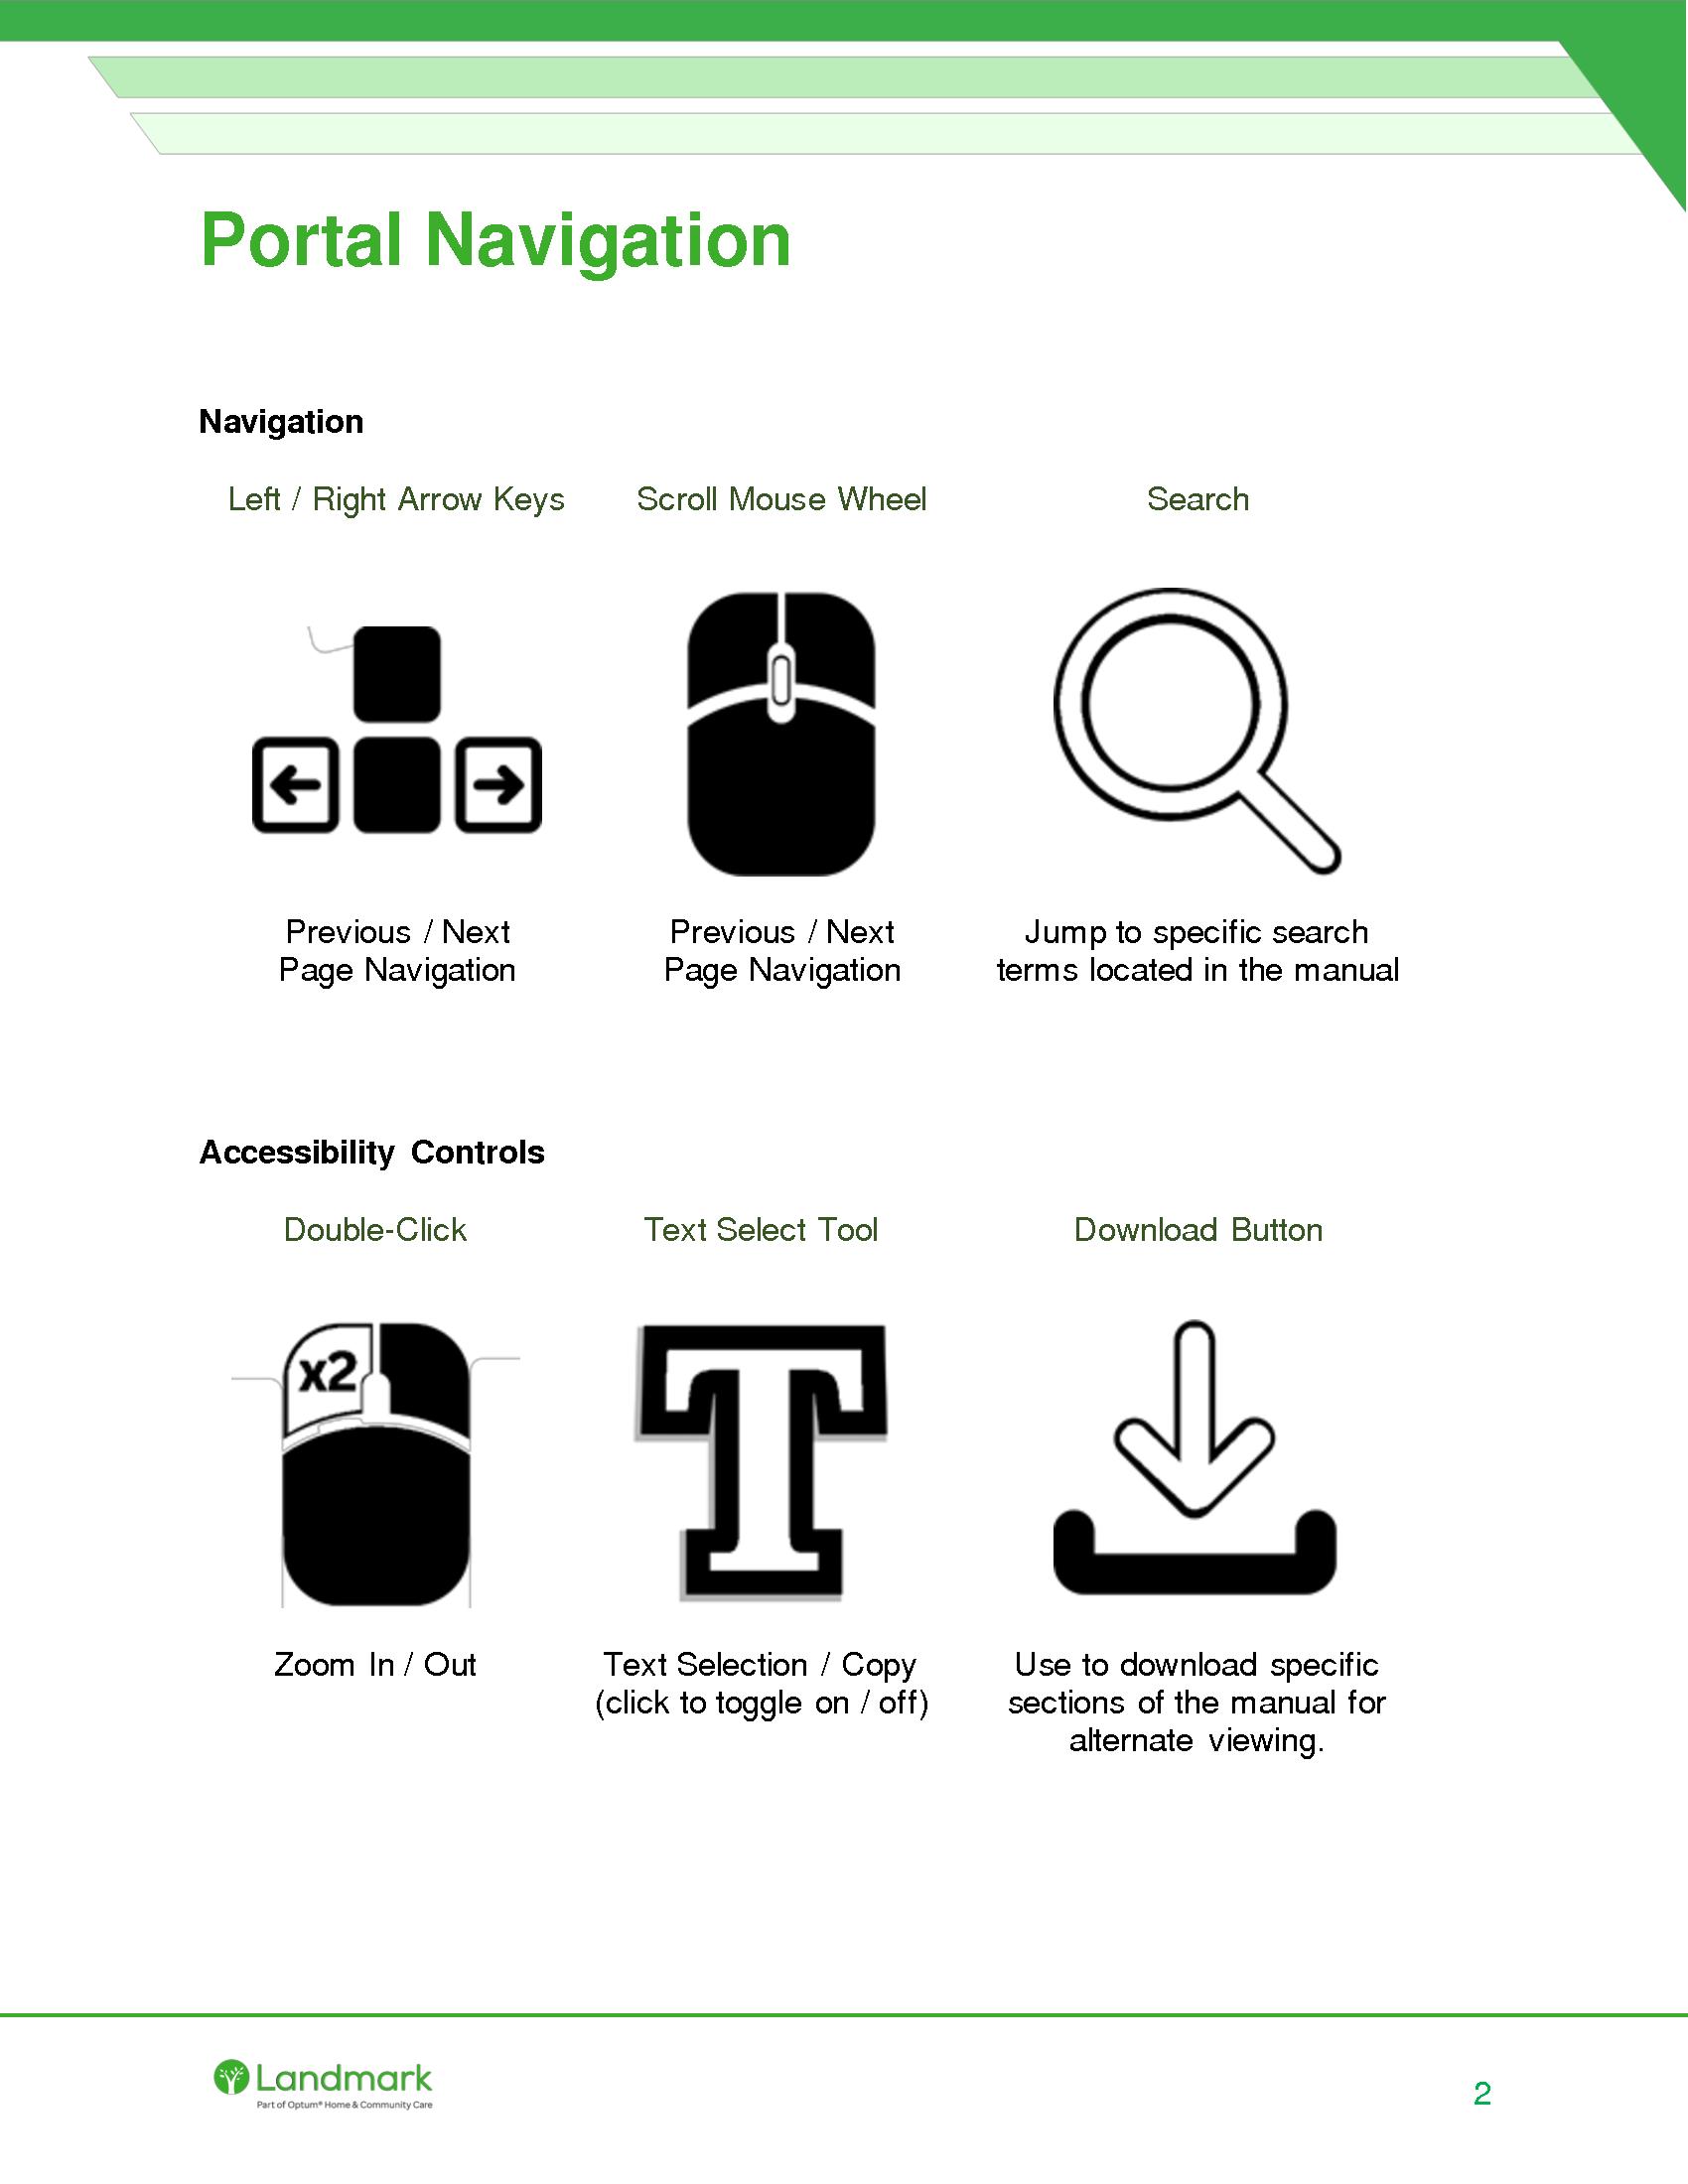 Portal Navigation
Navigation
Left / Right Arrow Keys
Scroll Mouse Wheel
Search
Previous / Next
Page Navigation
Previous / Next
Page Navigation
Jump to specific search
terms located in the manual
Accessibility Controls
Double-Click
Text Select Tool
Download Button
x2
T
Zoom In / Out
Text Selection / Copy
(click to toggle on / off)
Use to download specific
sections of the manual for
alternate viewing.
Landmark
Part of Optum® Home & Community Care
2